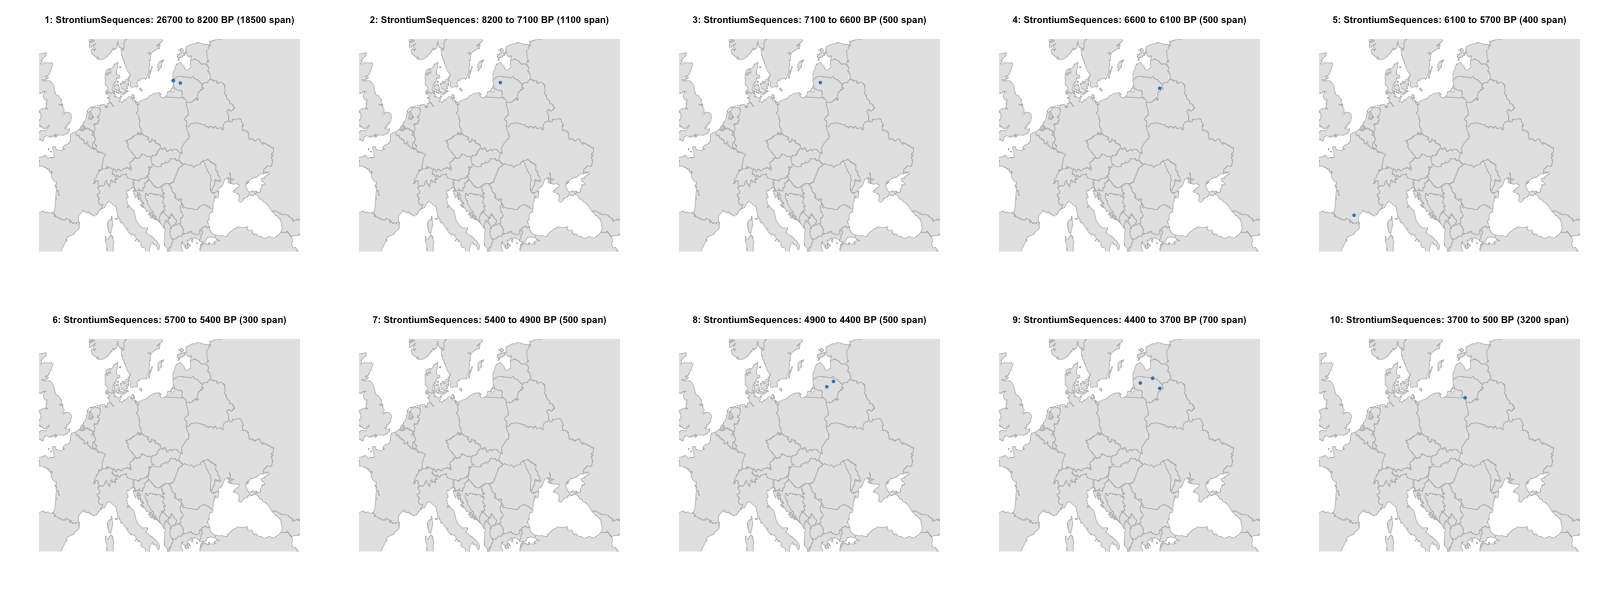 1: StrontiumSequences: 26700 to 8200 BP (18500 span)
2: StrontiumSequences: 8200 to 7100 BP (1100 span)
3: StrontiumSequences: 7100 to 6600 BP (500 span)
4: StrontiumSequences: 6600 to 6100 BP (500 span)
5: StrontiumSequences: 6100 to 5700 BP (400 span)
6: StrontiumSequences: 5700 to 5400 BP (300 span)
7: StrontiumSequences: 5400 to 4900 BP (500 span)
8: StrontiumSequences: 4900 to 4400 BP (500 span)
9: StrontiumSequences: 4400 to 3700 BP (700 span)
10: StrontiumSequences: 3700 to 500 BP (3200 span)